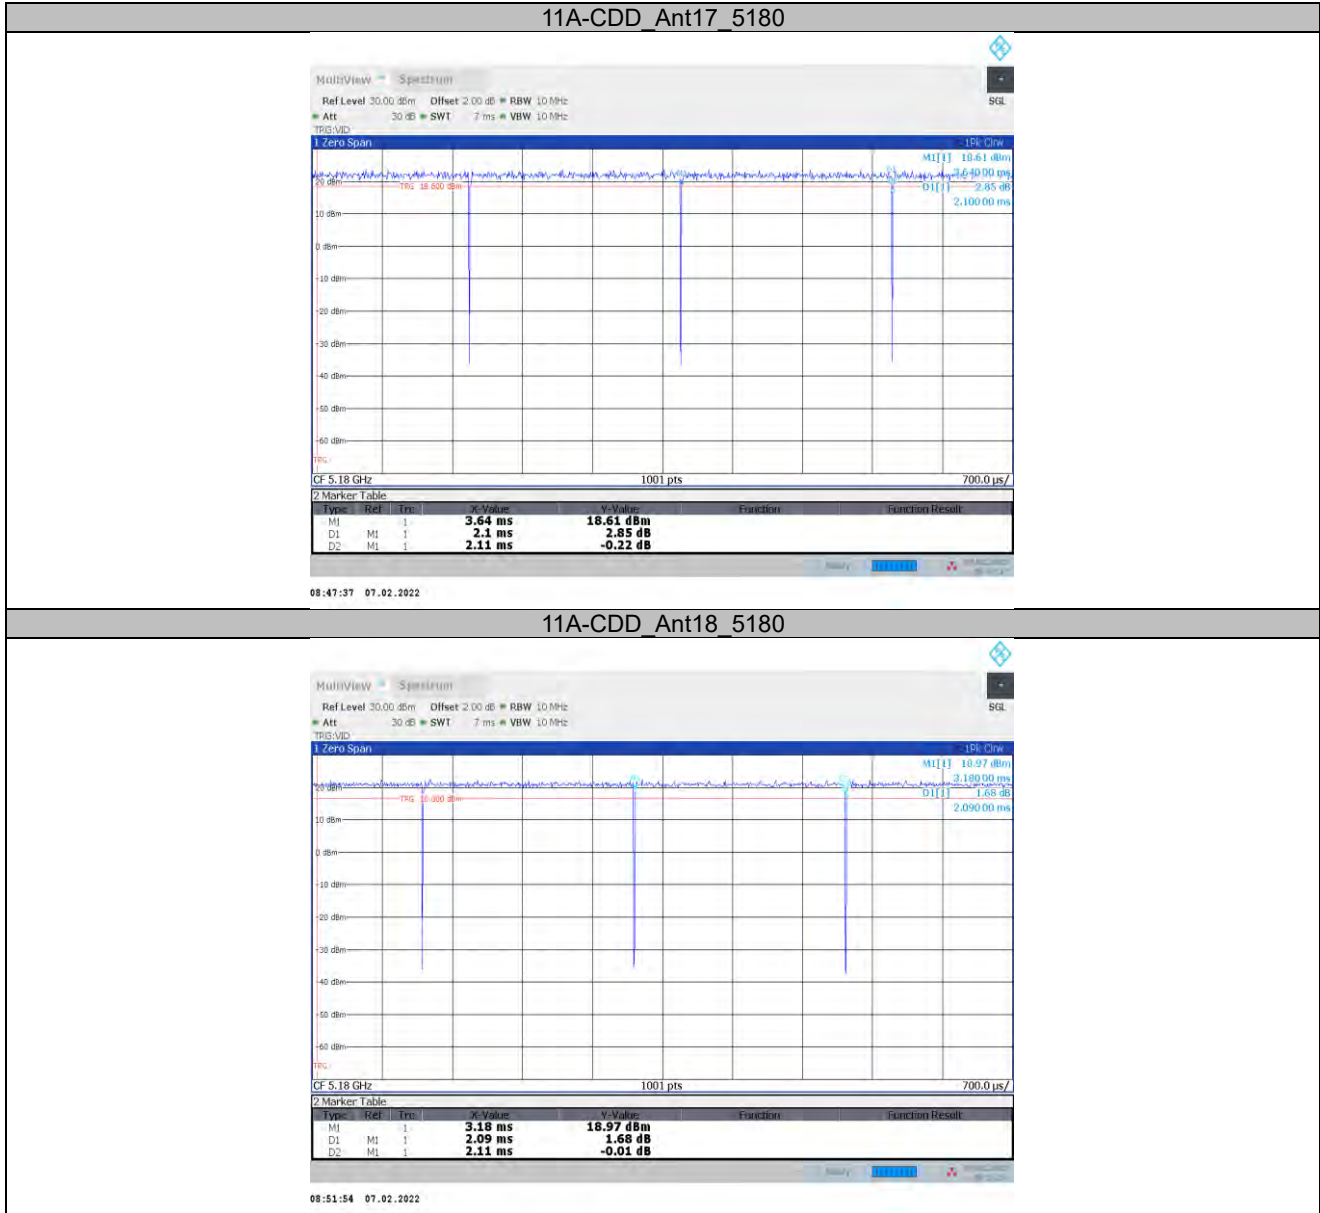 11A-CDD_Ant17_5180
MultiView Spectrum
Ref Level 30.00 dBm Offset 2.00 dB RBW 10 MHz
SGL
Att 30 dB SWT 7 ms VBW 10 MHz
TRG:VID
1 Zero Span 1Pk Clrw
M1[1] 18.61 dBm
3.64000 ms
20 dBm
TRG 18.600 dBm
D1[1] 2.85 dB
2.10000 ms
10 dBm
0 dBm
-10 dBm
-20 dBm
-30 dBm
-40 dBm
-50 dBm
-60 dBm
TRG
CF 5.18 GHz 1001 pts 700.0 µs/
2 Marker Table
Type Ref Trc X-Value Y-Value Function Function Result
M1 1 3.64 ms 18.61 dBm
D1 M1 1 2.1 ms 2.85 dB
D2 M1 1 2.11 ms -0.22 dB
08:47:37 07.02.2022
11A-CDD_Ant18_5180
MultiView Spectrum
Ref Level 30.00 dBm Offset 2.00 dB RBW 10 MHz
SGL
Att 30 dB SWT 7 ms VBW 10 MHz
TRG:VID
1 Zero Span 1Pk Clrw
M1[1] 18.97 dBm
3.18000 ms
20 dBm
TRG dBm
D1[1] 1.68 dB
2.09000 ms
10 dBm
0 dBm
-10 dBm
-20 dBm
-30 dBm
-40 dBm
-50 dBm
-60 dBm
TRG
CF 5.18 GHz 1001 pts 700.0 µs/
2 Marker Table
Type Ref Trc X-Value Y-Value Function Function Result
M1 1 3.18 ms 18.97 dBm
D1 M1 1 2.09 ms 1.68 dB
D2 M1 1 2.11 ms -0.01 dB
08:51:54 07.02.2022